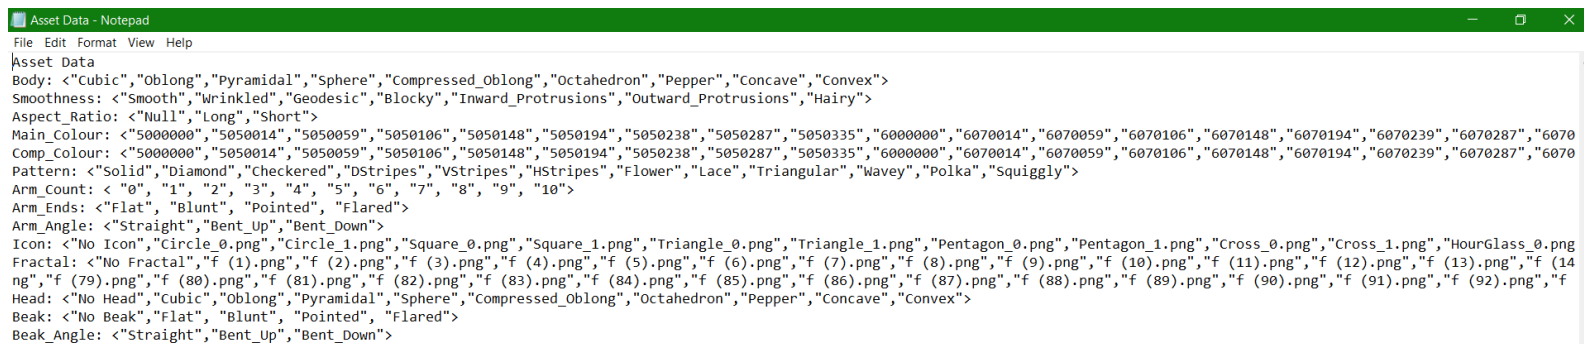 Asset Data - Notepad
File Edit Format View Help
Asset Data
Body: <"Cubic","Oblong","Pyramidal","Sphere","Compressed_Oblong","Octahedron","Pepper","Concave","Convex">
Smoothness: <"Smooth","Wrinkled","Geodesic","Blocky","Inward_Protrusions","Outward_Protrusions","Hairy">
Aspect_Ratio: <"Null","Long","Short">
Main_Colour: <"5000000","5050014","5050059","5050106","5050148","5050194","5050238","5050287","5050335","6000000","6070014","6070059","6070106","6070148","6070194","6070239","6070287","6070
Comp_Colour: <"5000000","5050014","5050059","5050106","5050148","5050194","5050238","5050287","5050335","6000000","6070014","6070059","6070106","6070148","6070194","6070239","6070287","6070
Pattern: <"Solid","Diamond","Checkered","DStripes","VStripes","HStripes","Flower","Lace","Triangular","Wavey","Polka","Squiggly">
Arm_Count: < "0", "1", "2", "3", "4", "5", "6", "7", "8", "9", "10">
Arm_Ends: <"Flat", "Blunt", "Pointed", "Flared">
Arm_Angle: <"Straight","Bent_Up","Bent_Down">
Icon: <"No Icon","Circle_0.png","Circle_1.png","Square_0.png","Square_1.png","Triangle_0.png","Triangle_1.png","Pentagon_0.png","Pentagon_1.png","Cross_0.png","Cross_1.png","HourGlass_0.png
Fractal: <"No Fractal","f (1).png","f (2).png","f (3).png","f (4).png","f (5).png","f (6).png","f (7).png","f (8).png","f (9).png","f (10).png","f (11).png","f (12).png","f (13).png","f (14
ng","f (79).png","f (80).png","f (81).png","f (82).png","f (83).png","f (84).png","f (85).png","f (86).png","f (87).png","f (88).png","f (89).png","f (90).png","f (91).png","f (92).png","f
Head: <"No Head","Cubic","Oblong","Pyramidal","Sphere","Compressed_Oblong","Octahedron","Pepper","Concave","Convex">
Beak: <"No Beak","Flat", "Blunt", "Pointed", "Flared">
Beak_Angle: <"Straight","Bent_Up","Bent_Down">